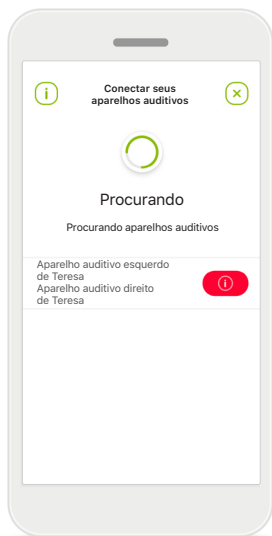 Conectar seus
aparelhos auditivos
Procurando
Procurando aparelhos auditivos
Aparelho auditivo esquerdo
de Teresa
Aparelho auditivo direito
de Teresa